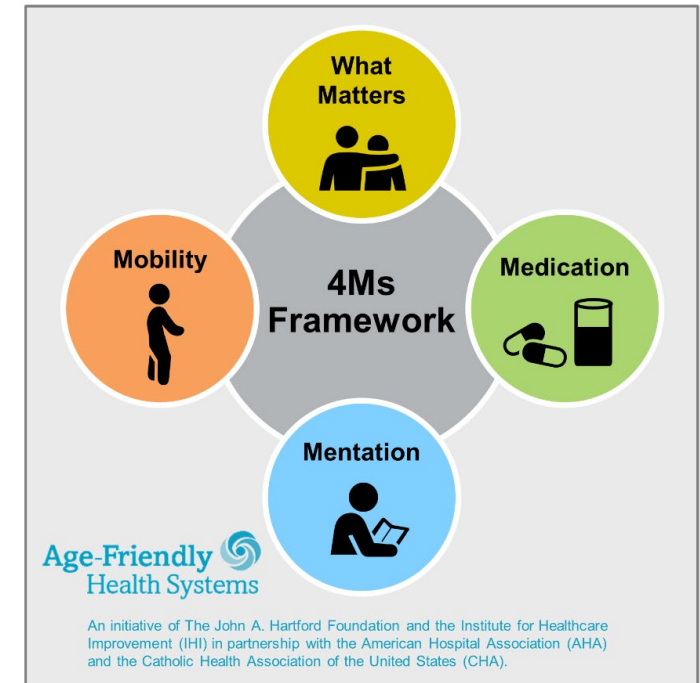 What
Matters
Mobility
4Ms
Framework
Medication
Mentation
Age-Friendly
Health Systems
An initiative of The John A. Hartford Foundation and the Institute for Healthcare
Improvement (IHI) in partnership with the American Hospital Association (AHA)
and the Catholic Health Association of the United States (CHA).